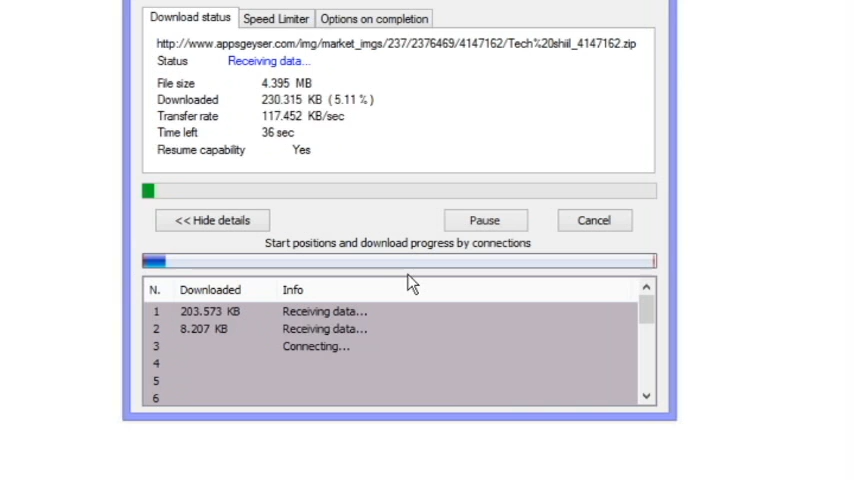 Download status Speed Limiter Options on completion
http://www.appsgeyser.com/img/market_imgs/237/2376469/4147162/Tech%20shiil_4147162.zip
Status Receiving data...
File size 4.395 MB
Downloaded 230.315 KB ( 5.11 % )
Transfer rate 117.452 KB/sec
Time left 36 sec
Resume capability Yes
<< Hide details Pause Cancel
Start positions and download progress by connections
N. Downloaded Info
1 203.573 KB Receiving data...
2 8.207 KB Receiving data...
3 Connecting...
4
5
6